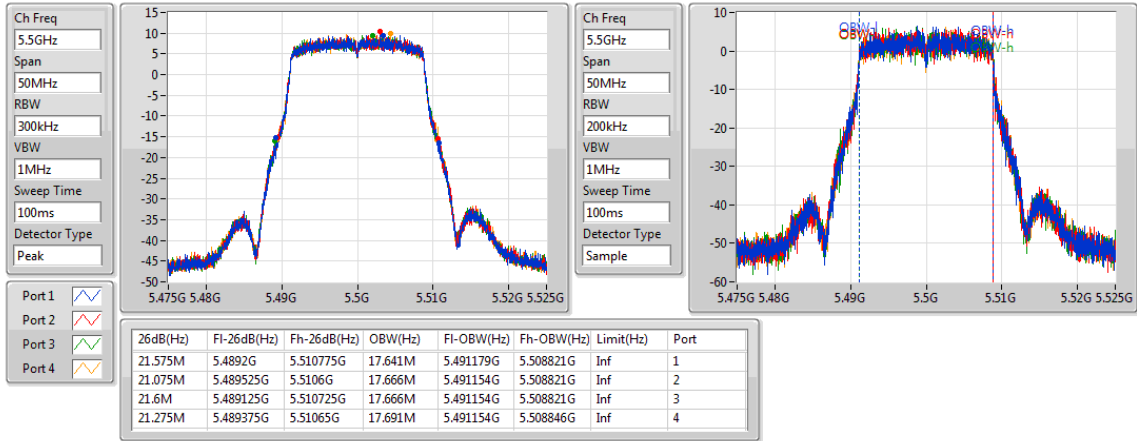 Ch Freq
5.5GHz
Span
50MHz
RBW
300kHz
VBW
1MHz
Sweep Time
100ms
Detector Type
Peak
15
10
5
0
-5
-10
-15
-20
-25
-30
-35
-40
-45
-50
5.475G 5.48G 5.49G 5.5G 5.51G 5.52G 5.525G
Ch Freq
5.5GHz
Span
50MHz
RBW
200kHz
VBW
1MHz
Sweep Time
100ms
Detector Type
Sample
10
0
-10
-20
-30
-40
-50
-60
OBW-l OBW-h
OBW-h
5.475G 5.48G 5.49G 5.5G 5.51G 5.52G 5.525G
Port 1
Port 2
Port 3
Port 4
26dB(Hz) Fl-26dB(Hz) Fh-26dB(Hz) OBW(Hz) Fl-OBW(Hz) Fh-OBW(Hz) Limit(Hz) Port
21.575M 5.4892G 5.510775G 17.641M 5.491179G 5.508821G Inf 1
21.075M 5.489525G 5.5106G 17.666M 5.491154G 5.508821G Inf 2
21.6M 5.489125G 5.510725G 17.666M 5.491154G 5.508821G Inf 3
21.275M 5.489375G 5.51065G 17.691M 5.491154G 5.508846G Inf 4